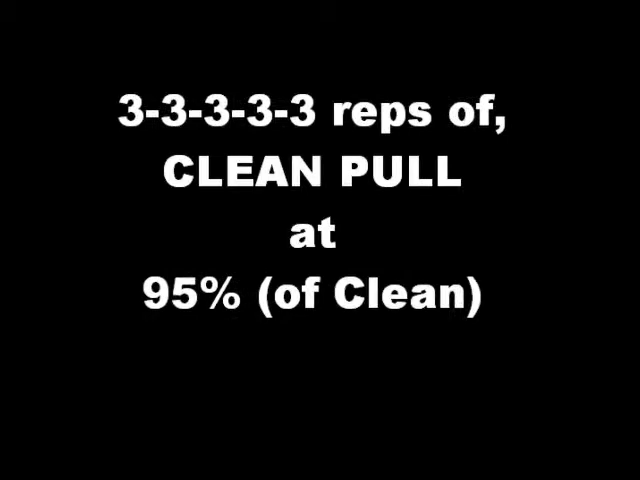 3-3-3-3-3 reps of,
CLEAN PULL
at
95% (of Clean)